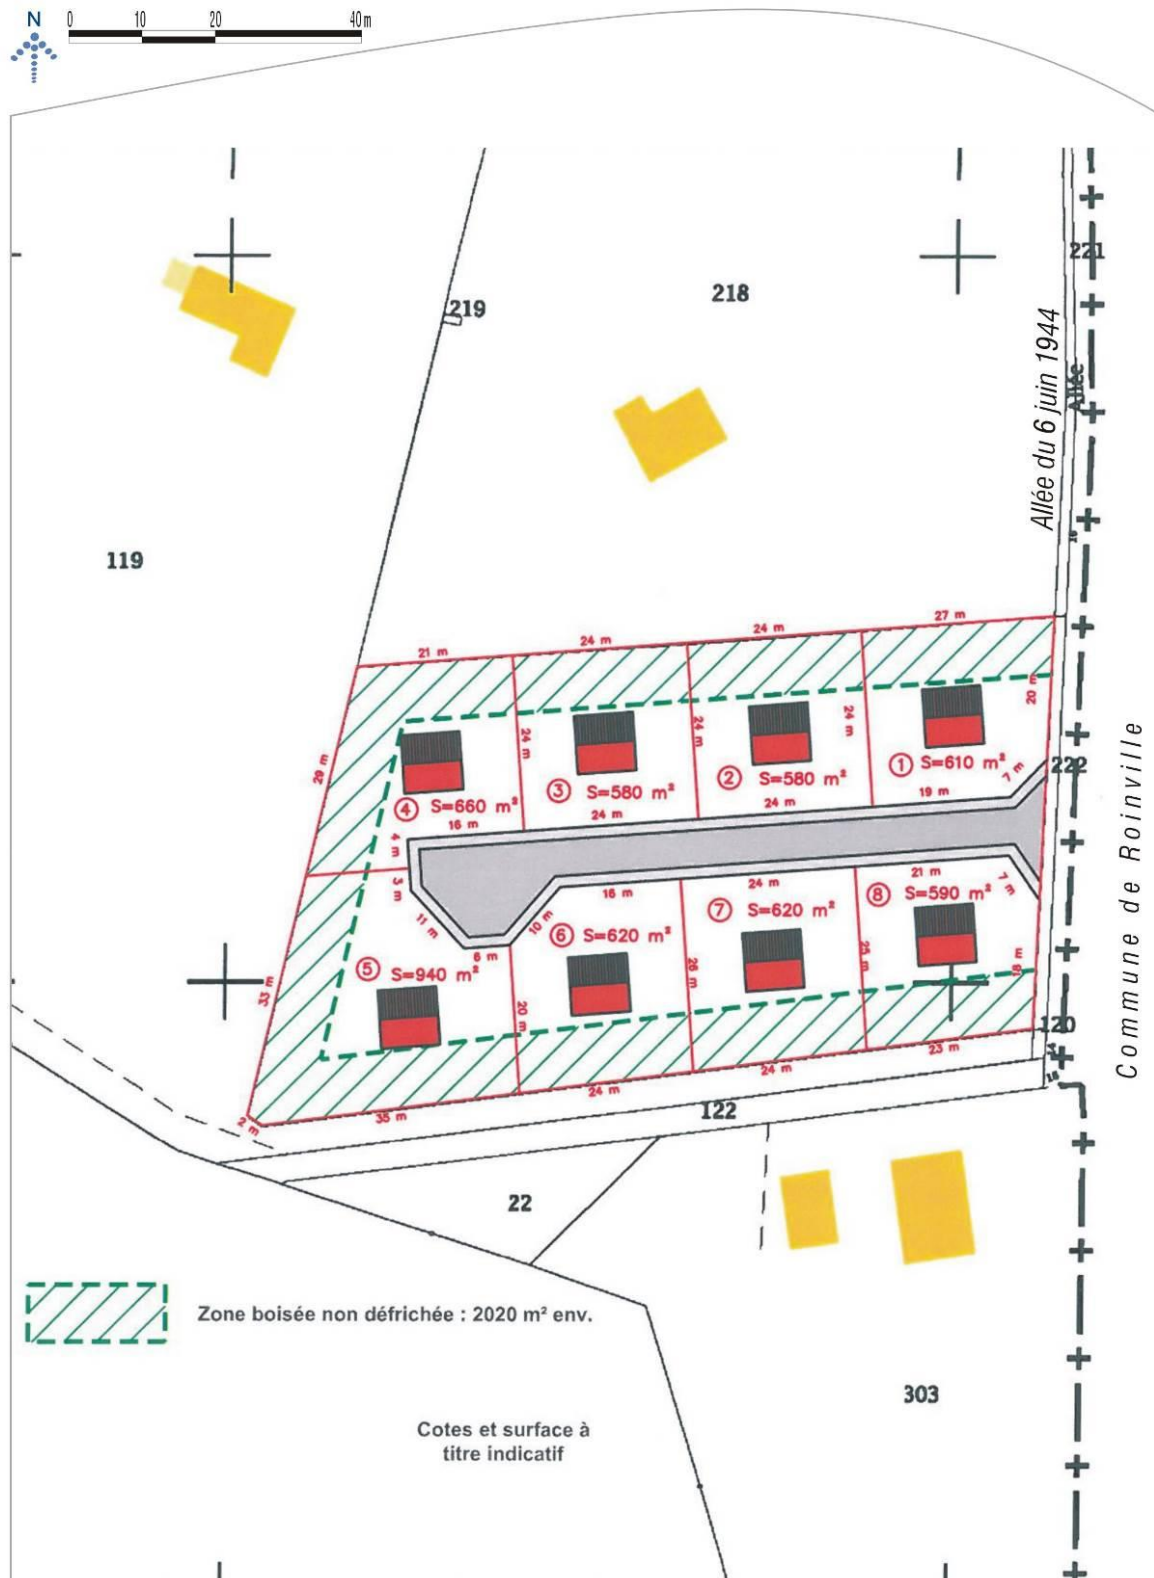 N
0 10 20 40 m
219
218
221
Allée du 6 juin 1944
Allée
119
16
21 m
24 m
24 m
27 m
29 m
24 m
24 m
24 m
20 m
① S=610 m²
222
② S=580 m²
③ S=580 m²
④ S=660 m²
7 m
19 m
24 m
24 m
16 m
4 m
3 m
11 m
6 m
10 m
16 m
24 m
21 m
7 m
⑧ S=590 m²
⑦ S=620 m²
⑥ S=620 m²
⑤ S=940 m²
33 m
20 m
26 m
25 m
18 m
120
Commune de Roinville
23 m
24 m
24 m
35 m
2 m
122
22
Zone boisée non défrichée : 2020 m² env.
303
Cotes et surface à
titre indicatif